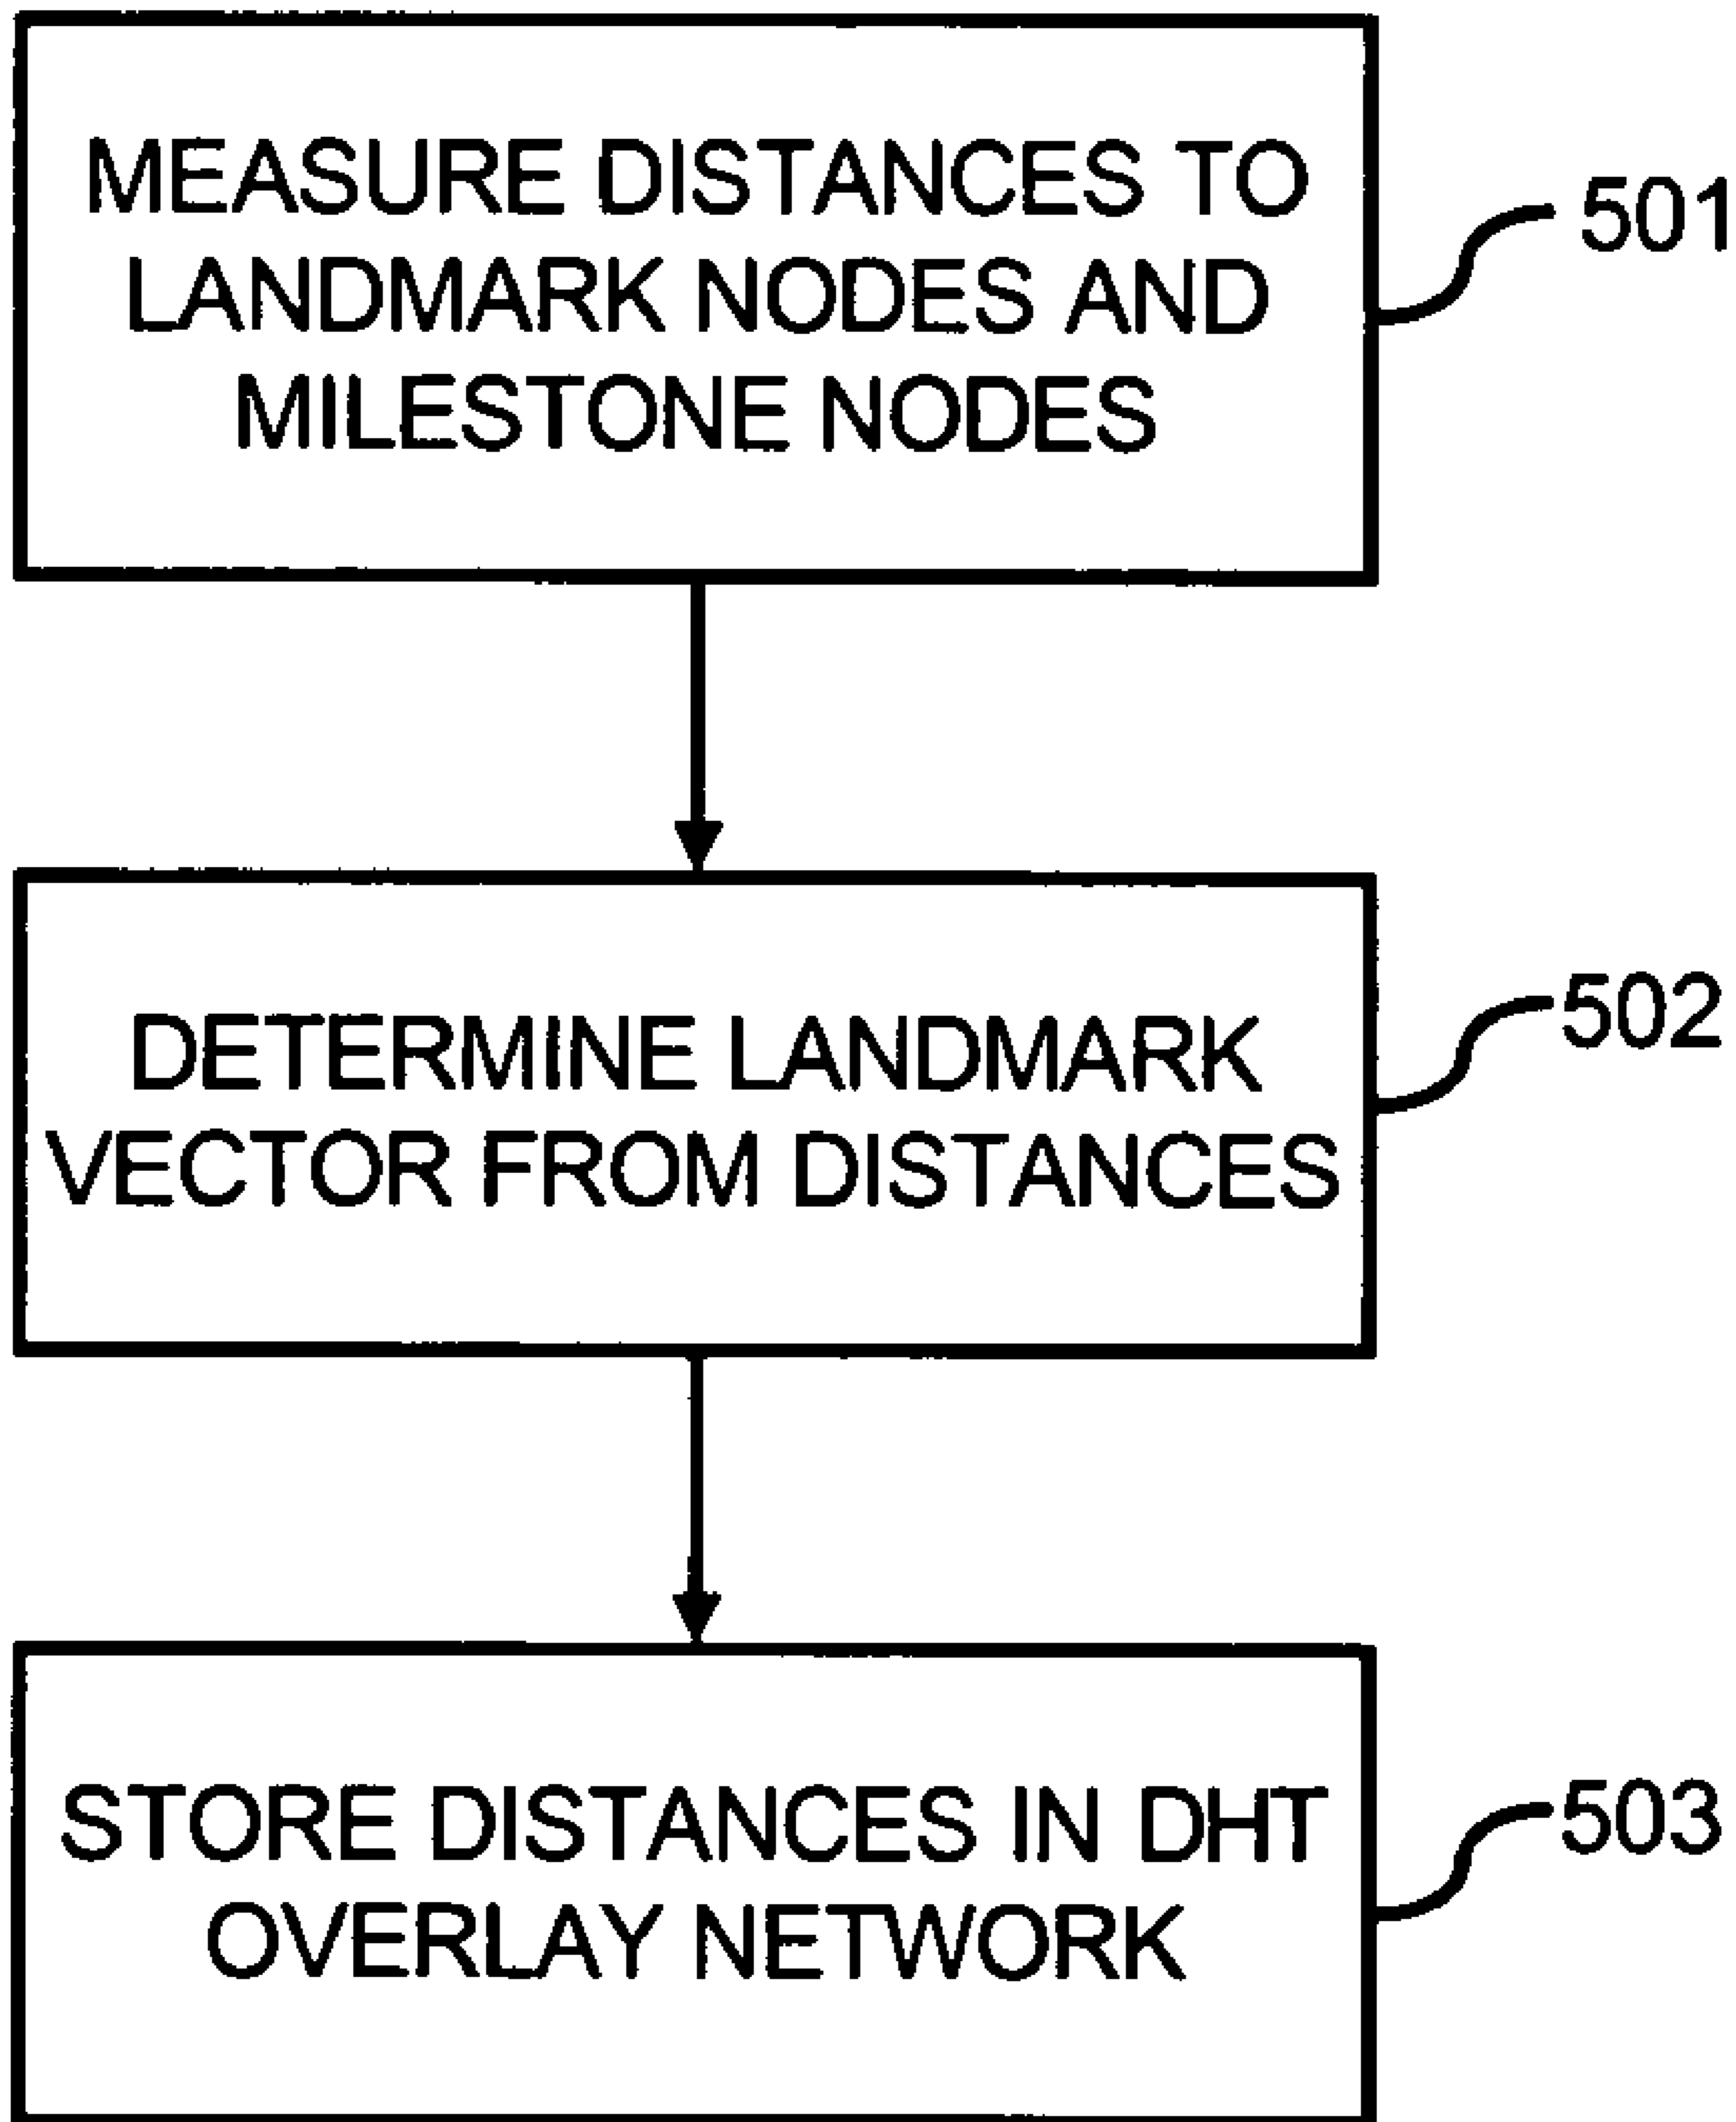 MEASURE DISTANCES TO
LANDMARK NODES AND
MILESTONE NODES
501
DETERMINE LANDMARK
VECTOR FROM DISTANCES
502
STORE DISTANCES IN DHT
OVERLAY NETWORK
503